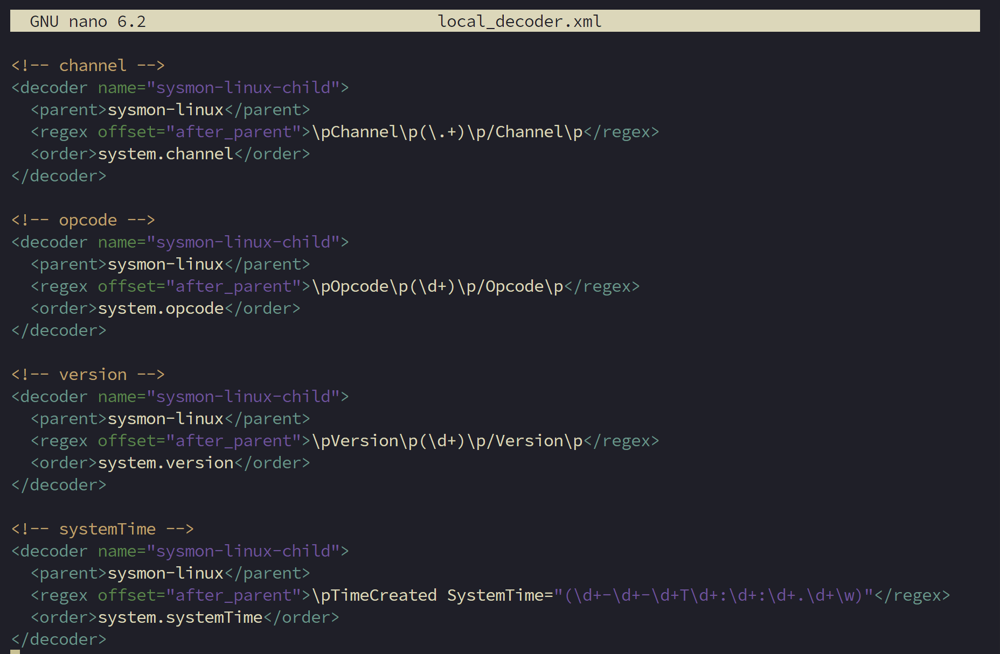 GNU nano 6.2 local_decoder.xml
<!-- channel -->
<decoder name="sysmon-linux-child">
  <parent>sysmon-linux</parent>
  <regex offset="after_parent">\pChannel\p(\.+)\p/Channel\p</regex>
  <order>system.channel</order>
</decoder>

<!-- opcode -->
<decoder name="sysmon-linux-child">
  <parent>sysmon-linux</parent>
  <regex offset="after_parent">\pOpcode\p(\d+)\p/Opcode\p</regex>
  <order>system.opcode</order>
</decoder>

<!-- version -->
<decoder name="sysmon-linux-child">
  <parent>sysmon-linux</parent>
  <regex offset="after_parent">\pVersion\p(\d+)\p/Version\p</regex>
  <order>system.version</order>
</decoder>

<!-- systemTime -->
<decoder name="sysmon-linux-child">
  <parent>sysmon-linux</parent>
  <regex offset="after_parent">\pTimeCreated SystemTime="(\d+-\d+-\d+T\d+:\d+:\d+.\d+\w)"</regex>
  <order>system.systemTime</order>
</decoder>